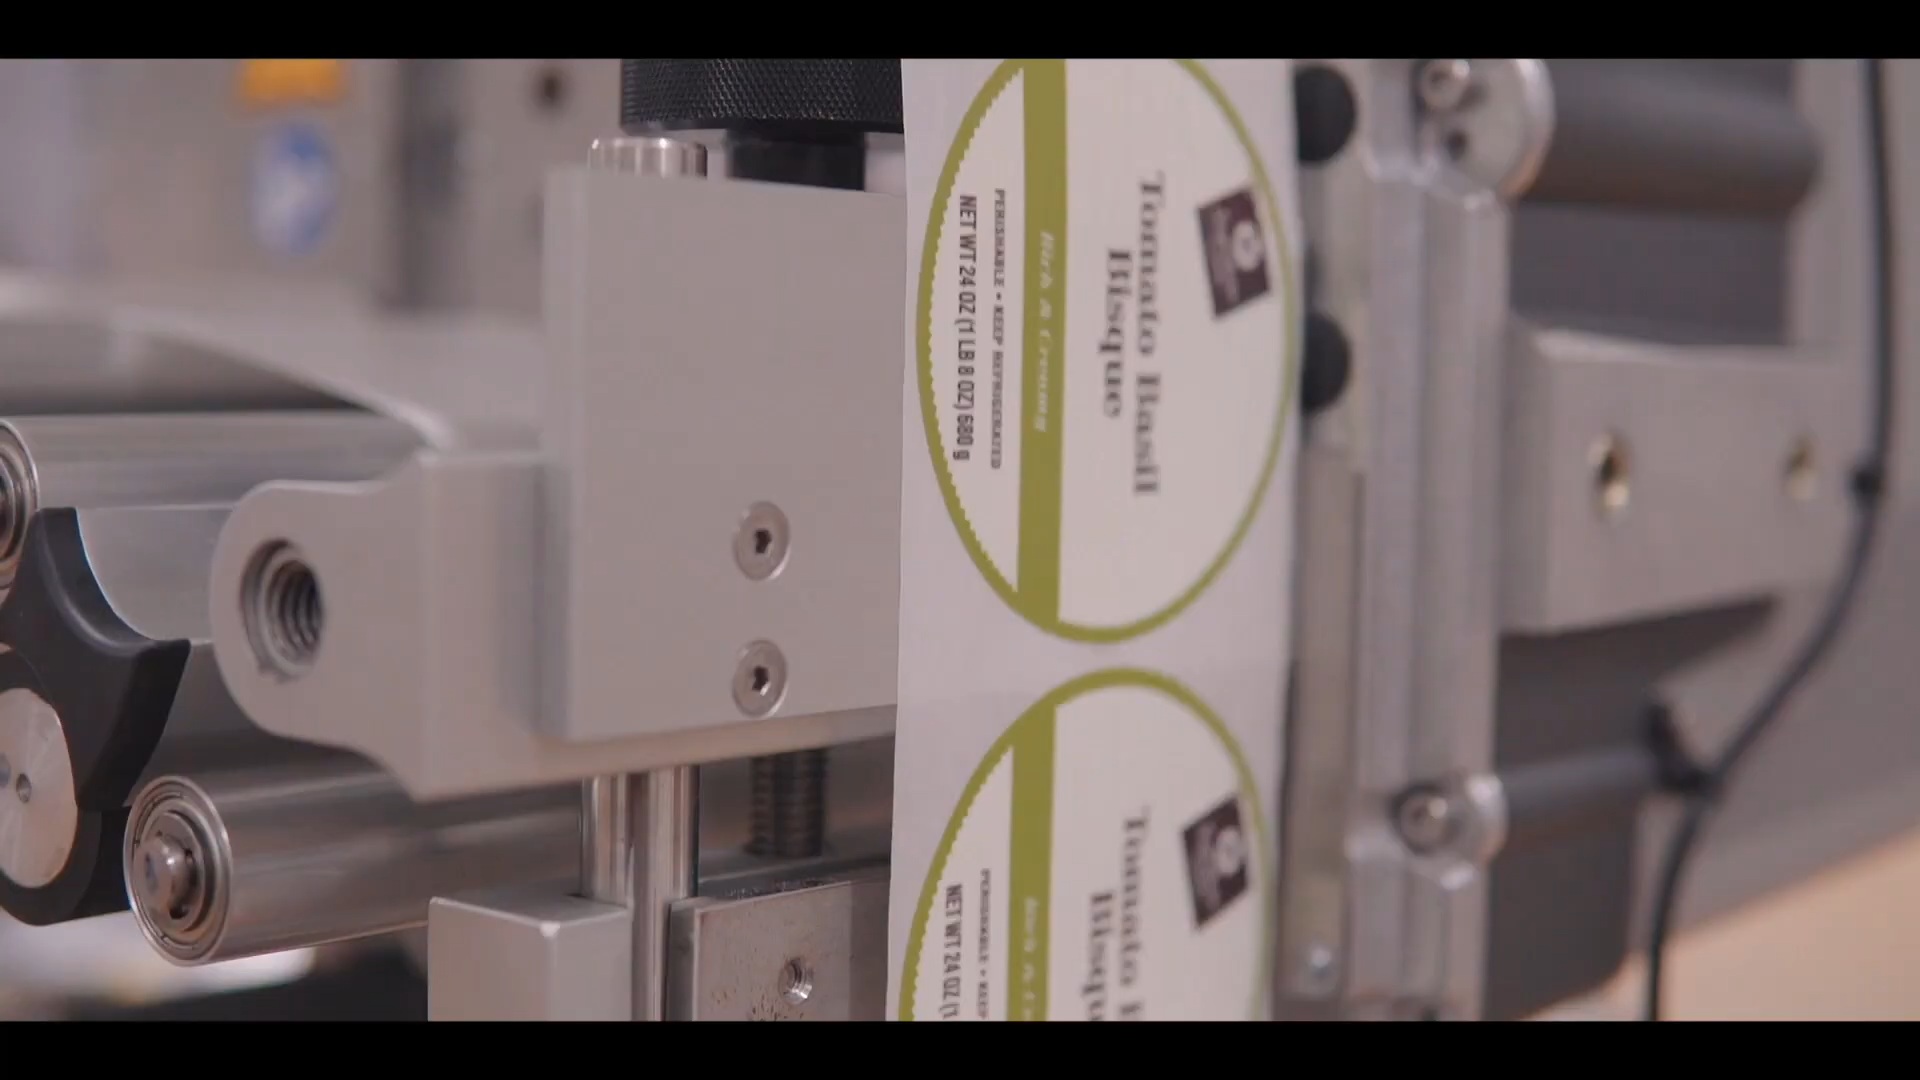 Tomato Basil
Bisque
Rich & Creamy
PERISHABLE • KEEP REFRIGERATED
NET WT 24 OZ (1 LB 8 OZ) 680 g
Tomato
PERISHABLE • KEEP
NET WT 24 OZ (1